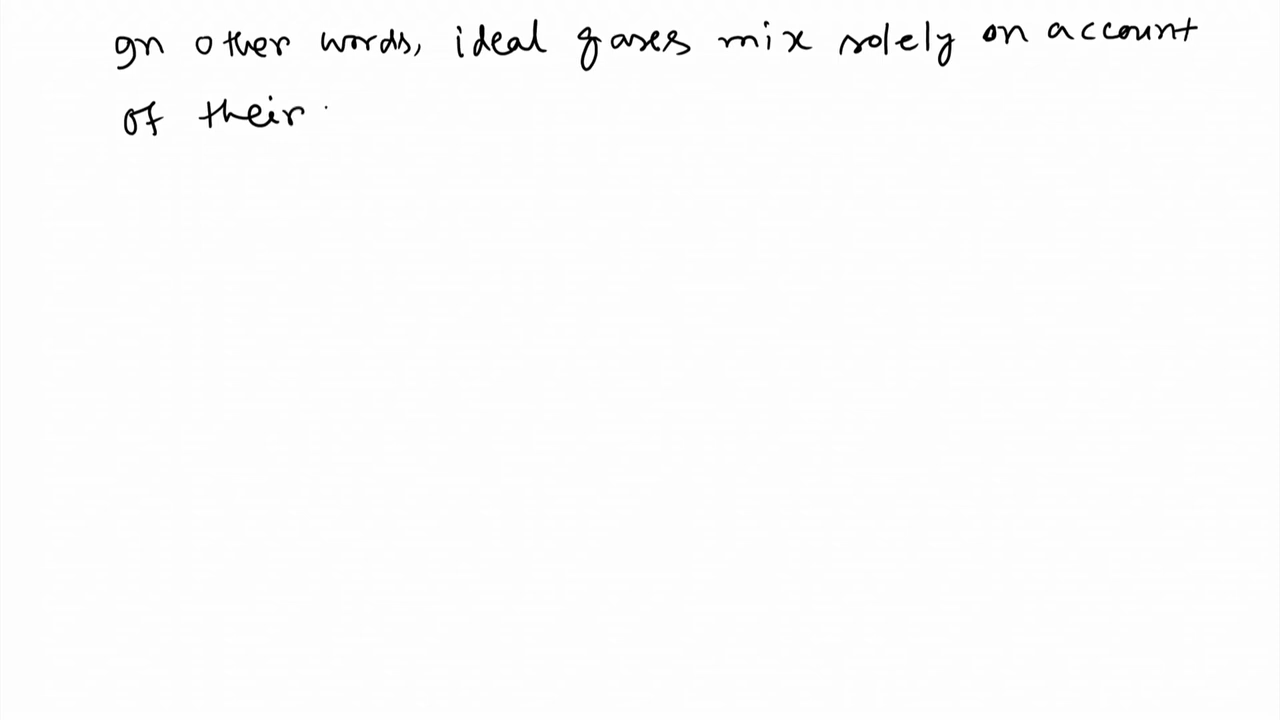 In other words, ideal gases mix solely on account
of their